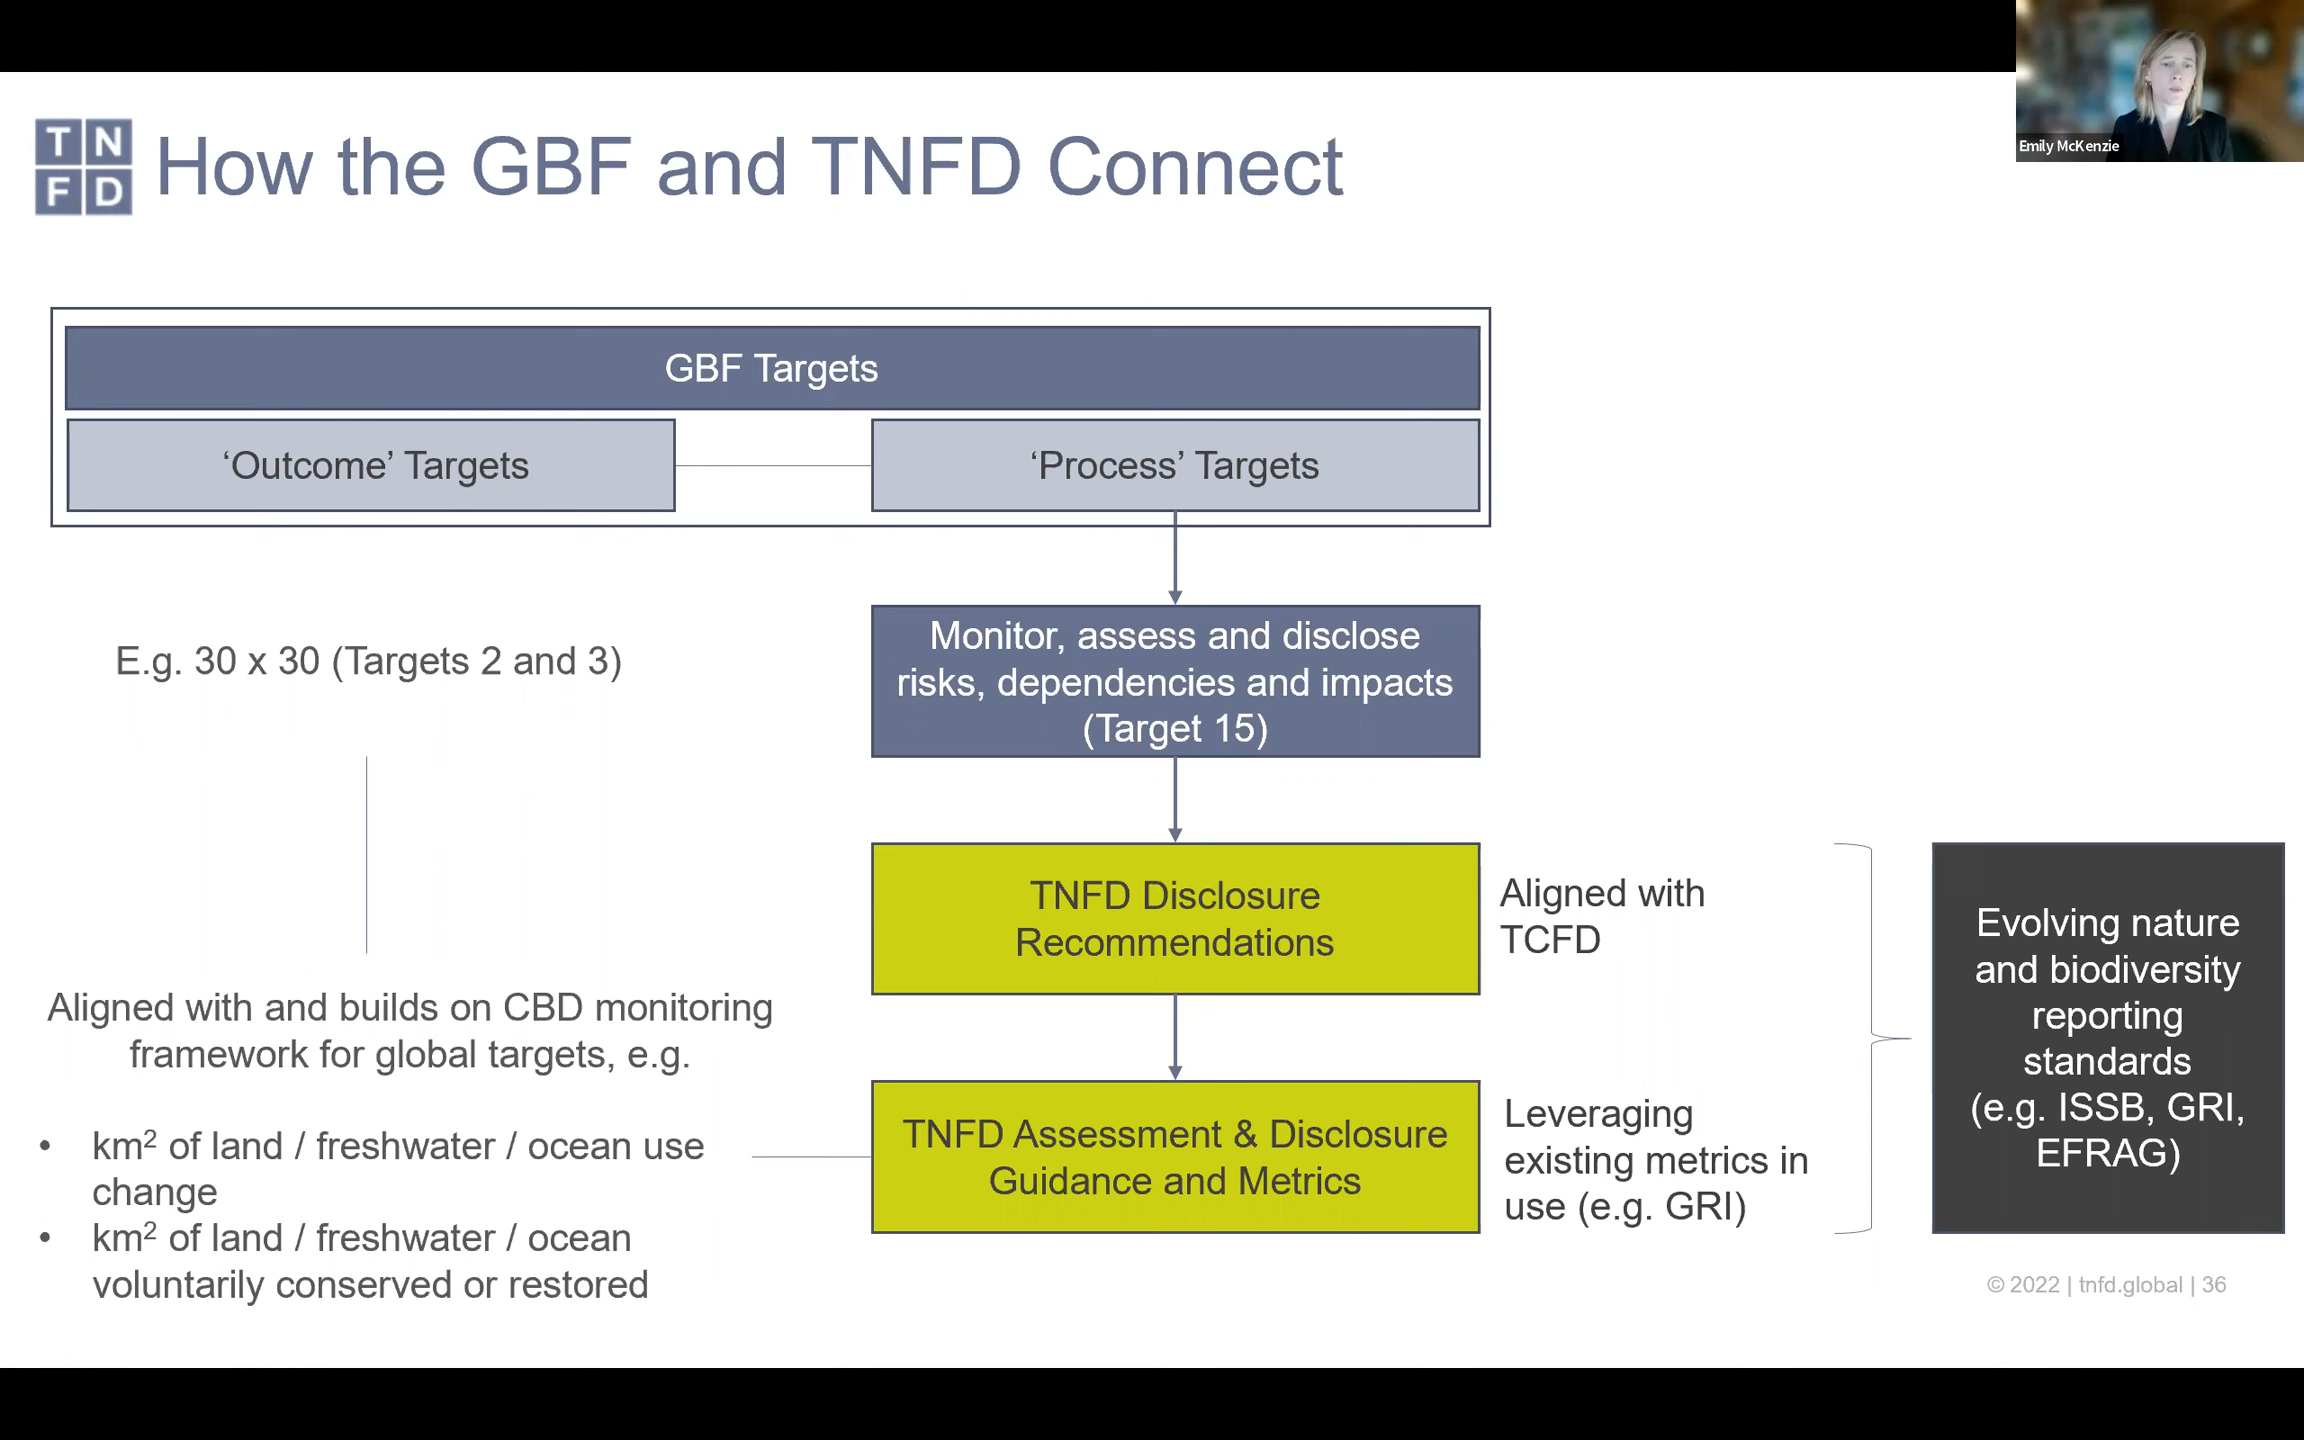 T N
F D
How the GBF and TNFD Connect
Emily McKenzie
GBF Targets
‘Outcome’ Targets
‘Process’ Targets
E.g. 30 x 30 (Targets 2 and 3)
Monitor, assess and disclose
risks, dependencies and impacts
(Target 15)
TNFD Disclosure
Recommendations
Aligned with
TCFD
Aligned with and builds on CBD monitoring
framework for global targets, e.g.
• km² of land / freshwater / ocean use
change
• km² of land / freshwater / ocean
voluntarily conserved or restored
TNFD Assessment & Disclosure
Guidance and Metrics
Leveraging
existing metrics in
use (e.g. GRI)
Evolving nature
and biodiversity
reporting
standards
(e.g. ISSB, GRI,
EFRAG)
© 2022 | tnfd.global | 36